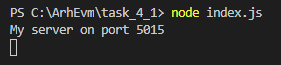 PS C:\ArhEvm\task_4_1> node index.js
My server on port 5015